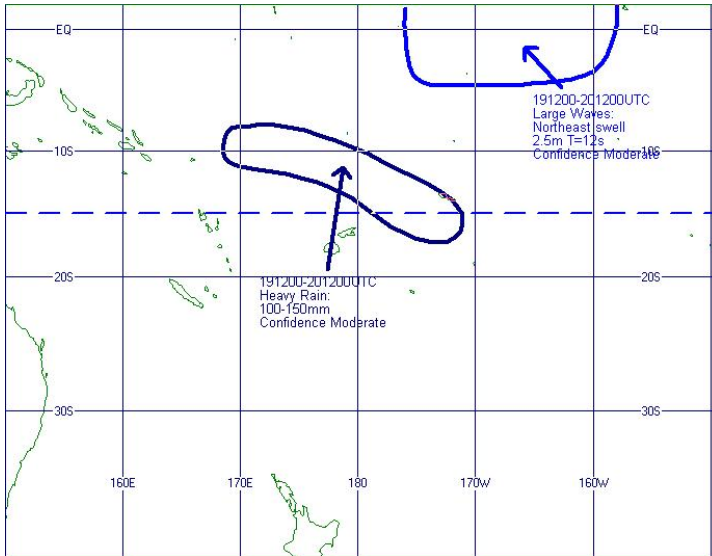 EQ
EQ
191200-201200UTC
Large Waves:
Northeast swell
2.5m T=12s
Confidence Moderate
10S
10S
20S
20S
191200-201200UTC
Heavy Rain:
100-150mm
Confidence Moderate
30S
30S
160E
170E
180
170W
160W